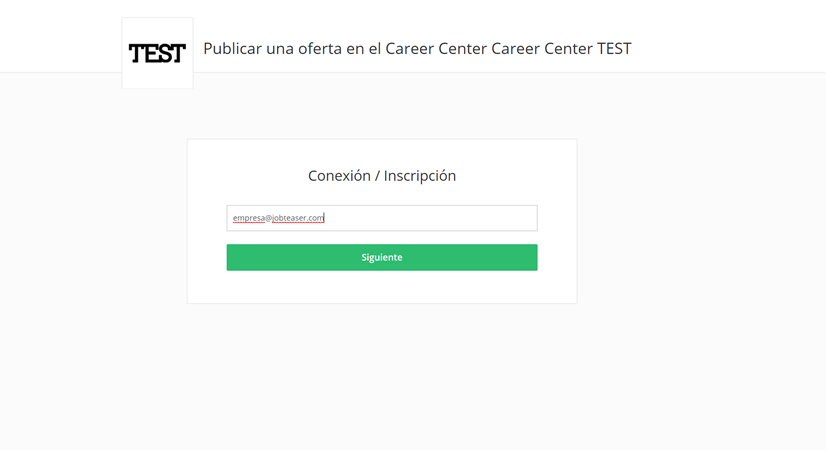 TEST
Publicar una oferta en el Career Center Career Center TEST
Conexión / Inscripción
empresa@jobteaser.com
Siguiente